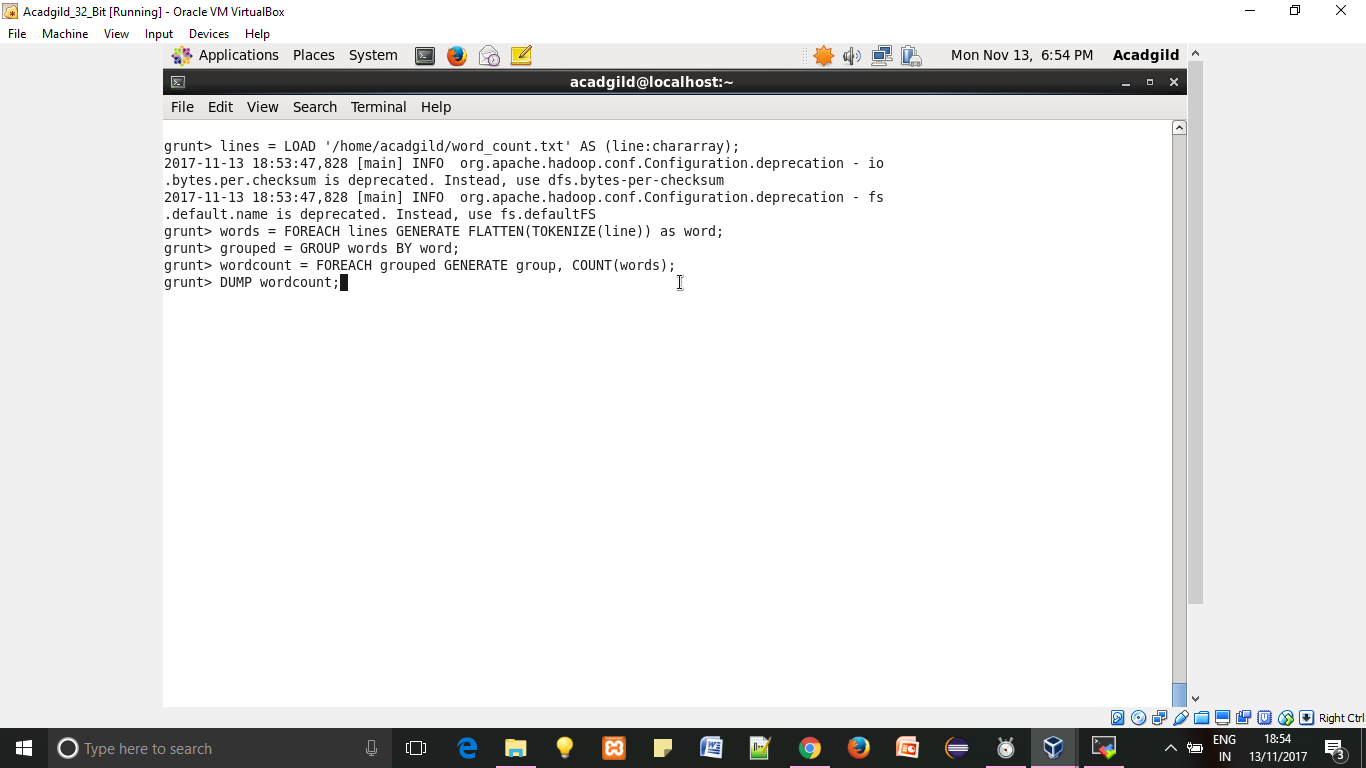 Acadgild_32_Bit [Running] - Oracle VM VirtualBox
File Machine View Input Devices Help
Applications Places System Mon Nov 13, 6:54 PM Acadgild
acadgild@localhost:~
File Edit View Search Terminal Help
grunt> lines = LOAD '/home/acadgild/word_count.txt' AS (line:chararray);
2017-11-13 18:53:47,828 [main] INFO  org.apache.hadoop.conf.Configuration.deprecation - io
.bytes.per.checksum is deprecated. Instead, use dfs.bytes-per-checksum
2017-11-13 18:53:47,828 [main] INFO  org.apache.hadoop.conf.Configuration.deprecation - fs
.default.name is deprecated. Instead, use fs.defaultFS
grunt> words = FOREACH lines GENERATE FLATTEN(TOKENIZE(line)) as word;
grunt> grouped = GROUP words BY word;
grunt> wordcount = FOREACH grouped GENERATE group, COUNT(words);
grunt> DUMP wordcount;
Right Ctrl
Type here to search
ENG
IN
18:54
13/11/2017
3